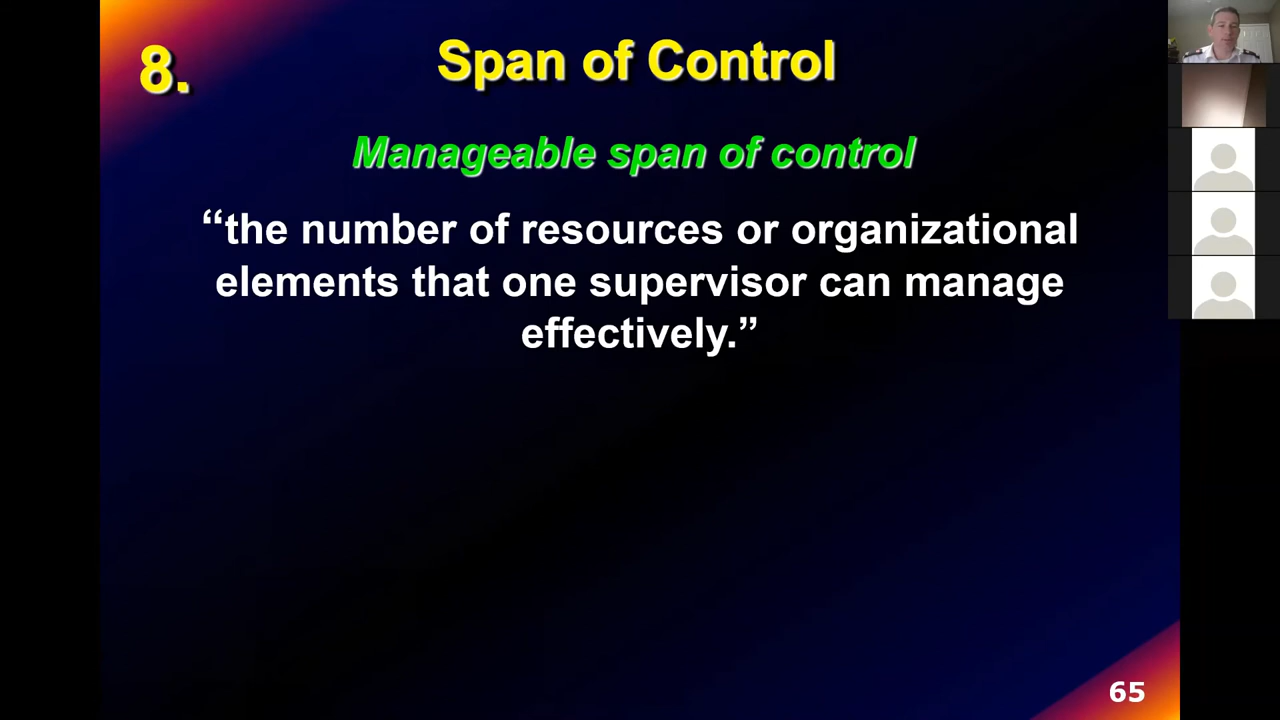 8.
Span of Control
Manageable span of control
“the number of resources or organizational
elements that one supervisor can manage
effectively.”
65